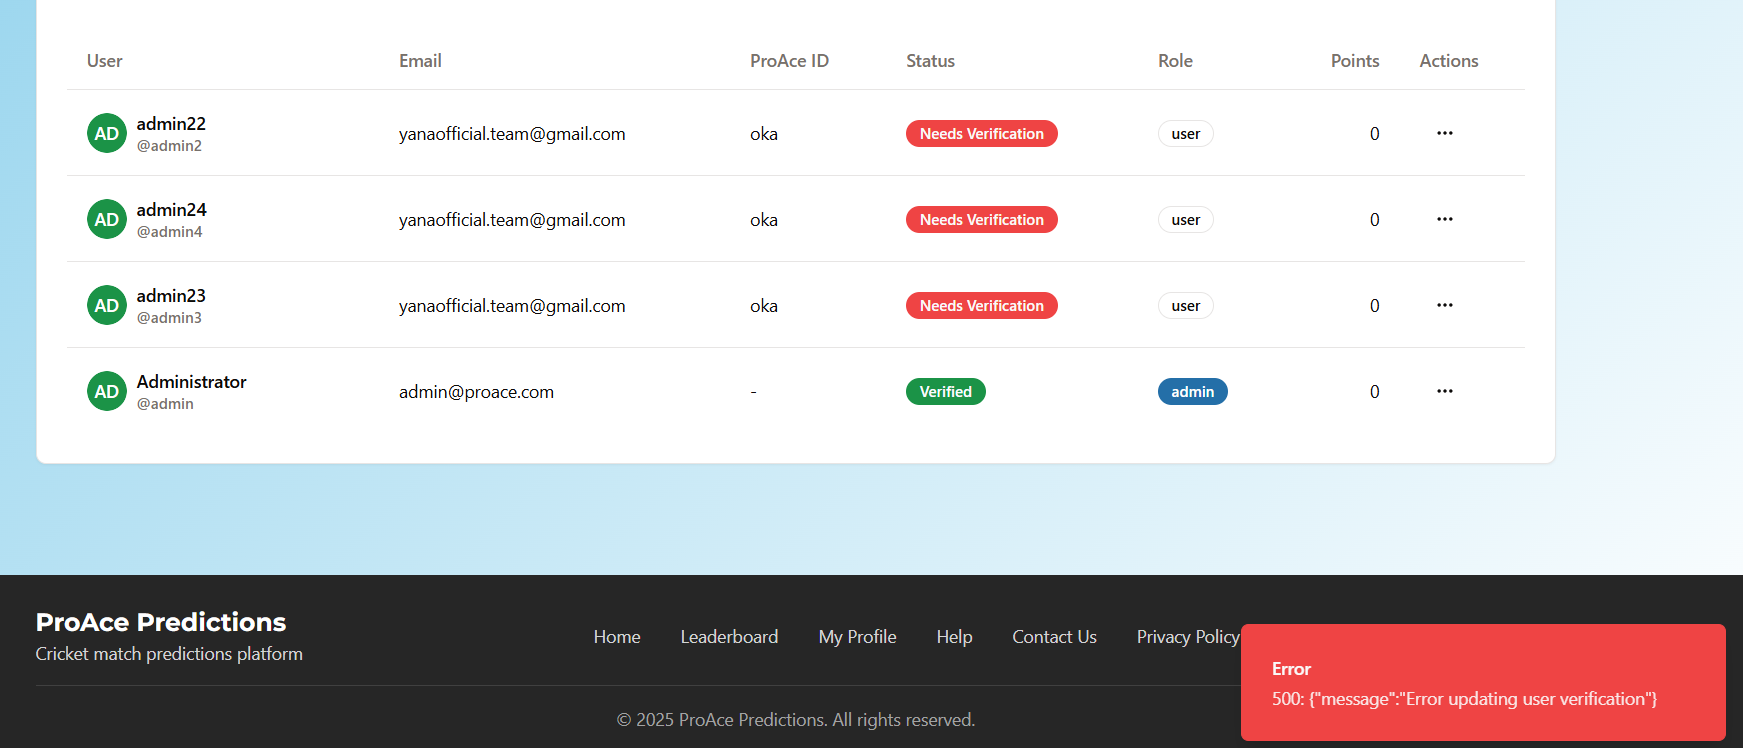 User Email ProAce ID Status Role Points Actions
AD admin22 yanaofficial.team@gmail.com oka Needs Verification user 0 ···
@admin2
AD admin24 yanaofficial.team@gmail.com oka Needs Verification user 0 ···
@admin4
AD admin23 yanaofficial.team@gmail.com oka Needs Verification user 0 ···
@admin3
AD Administrator admin@proace.com - Verified admin 0 ···
@admin
ProAce Predictions
Cricket match predictions platform
Home Leaderboard My Profile Help Contact Us Privacy Policy
© 2025 ProAce Predictions. All rights reserved.
Error
500: {"message":"Error updating user verification"}